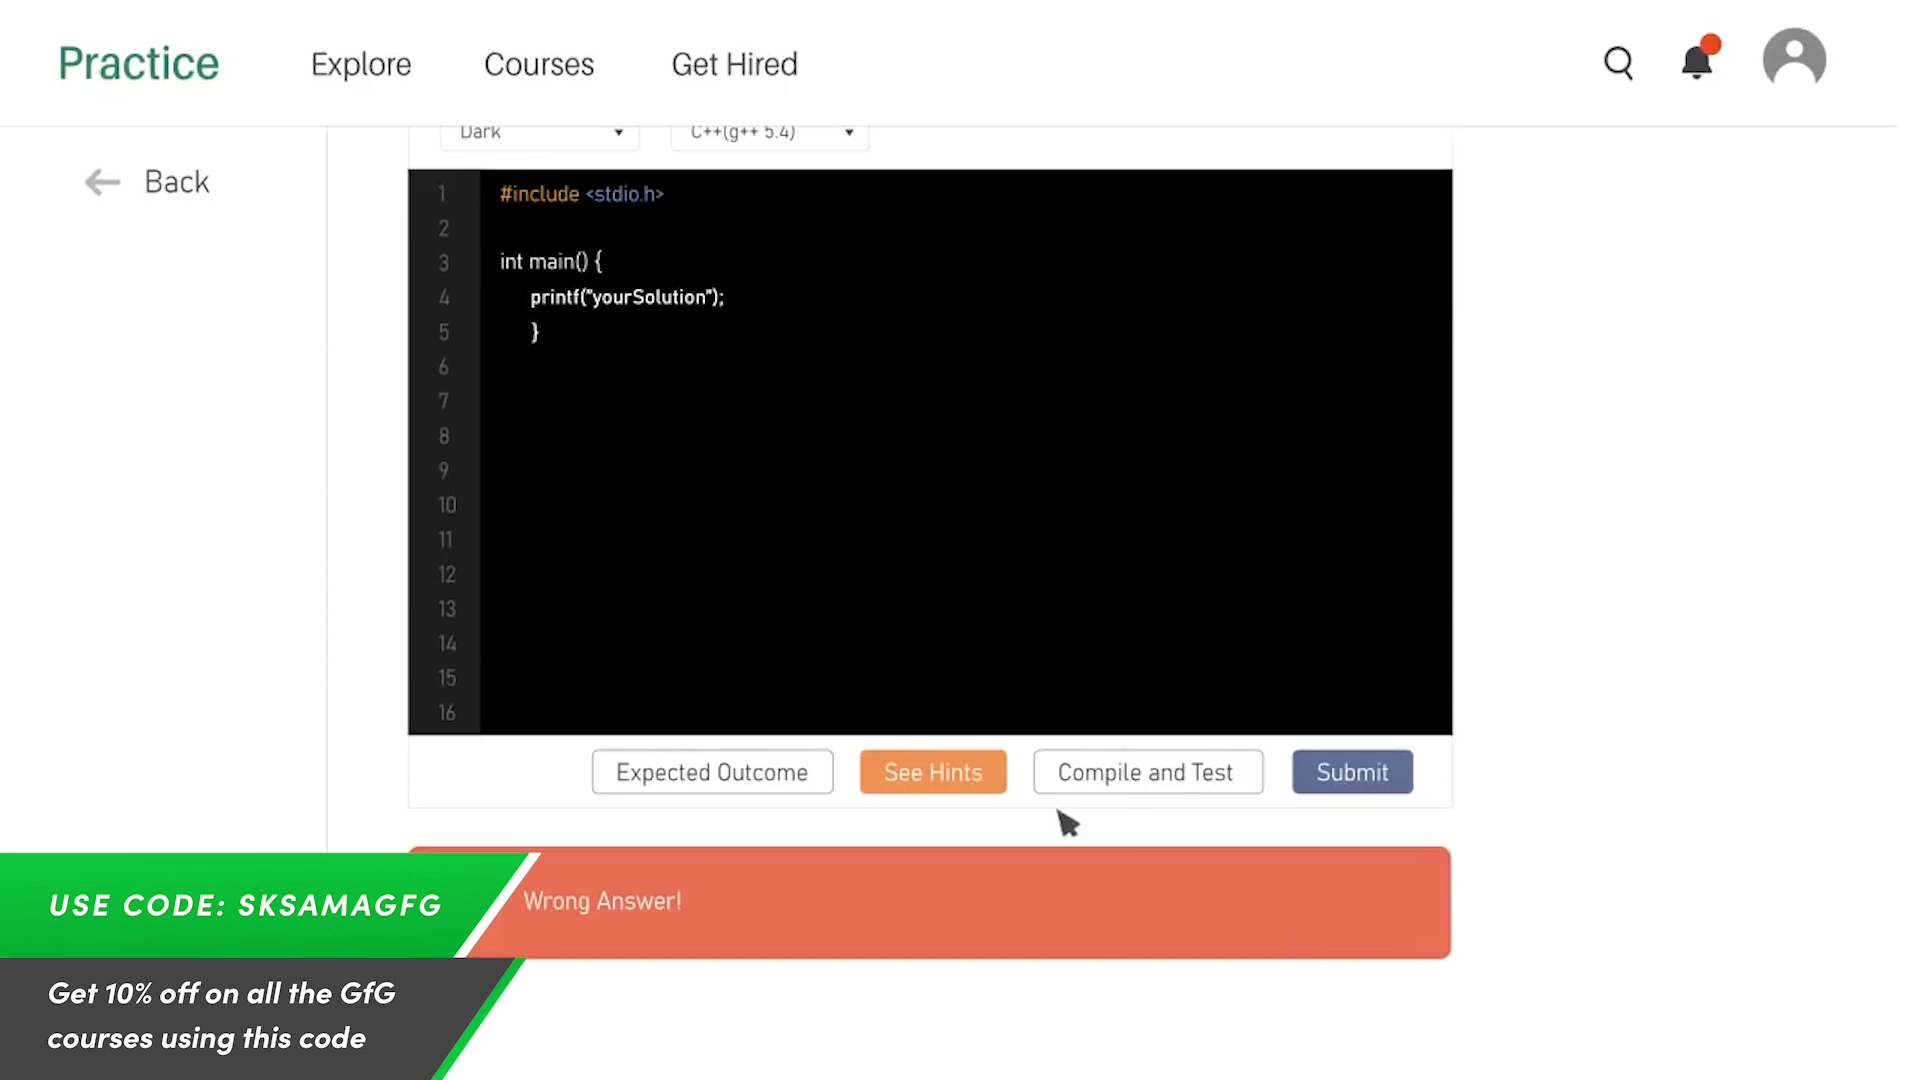 Practice Explore Courses Get Hired
Dark C++(g++ 5.4)
Back
1 #include <stdio.h>
2
3 int main() {
4 printf("yourSolution");
5 }
6
7
8
9
10
11
12
13
14
15
16
Expected Outcome See Hints Compile and Test Submit
Wrong Answer!
USE CODE: SKSAMAGFG
Get 10% off on all the GfG
courses using this code